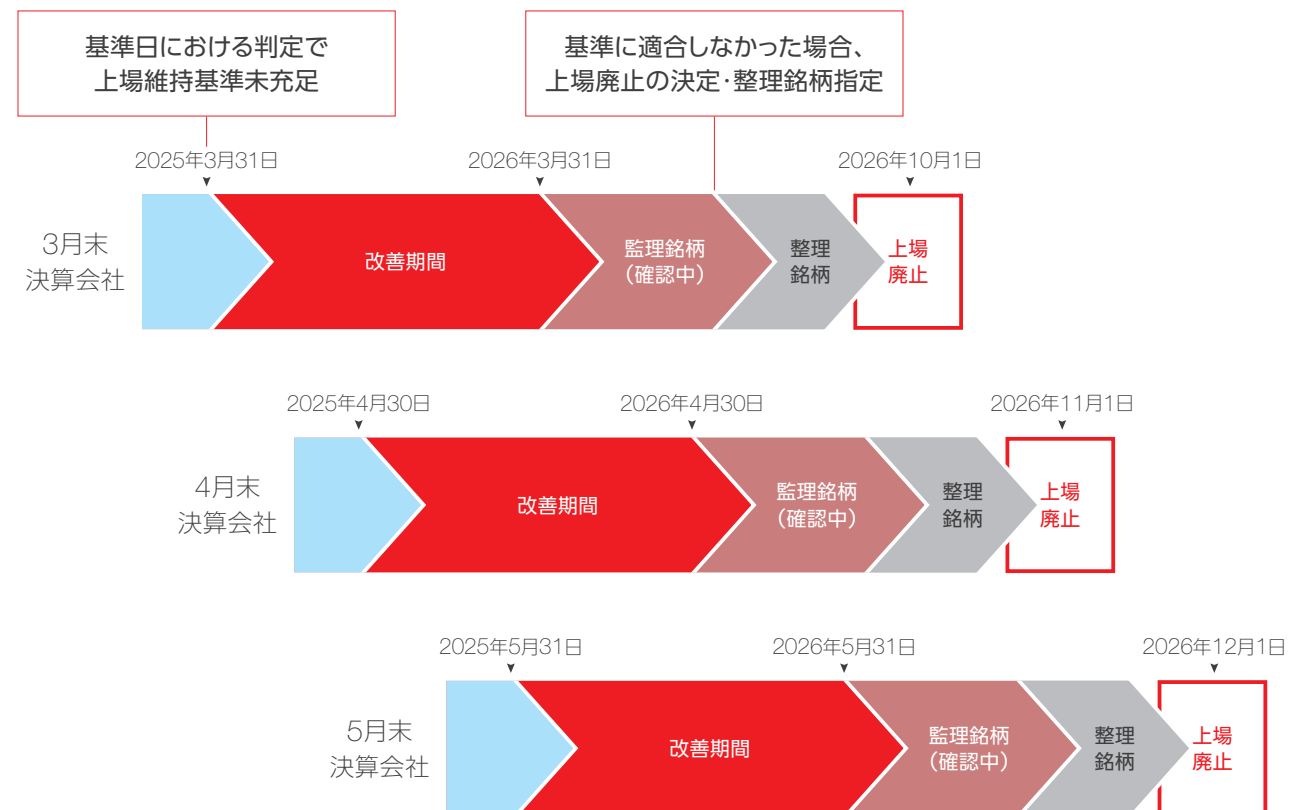 基準日における判定で
上場維持基準未充足
基準に適合しなかった場合、
上場廃止の決定・整理銘柄指定
2025年3月31日
2026年3月31日
2026年10月1日
3月末
決算会社
改善期間
監理銘柄
（確認中）
整理
銘柄
上場
廃止
2025年4月30日
2026年4月30日
2026年11月1日
4月末
決算会社
改善期間
監理銘柄
（確認中）
整理
銘柄
上場
廃止
2025年5月31日
2026年5月31日
2026年12月1日
5月末
決算会社
改善期間
監理銘柄
（確認中）
整理
銘柄
上場
廃止